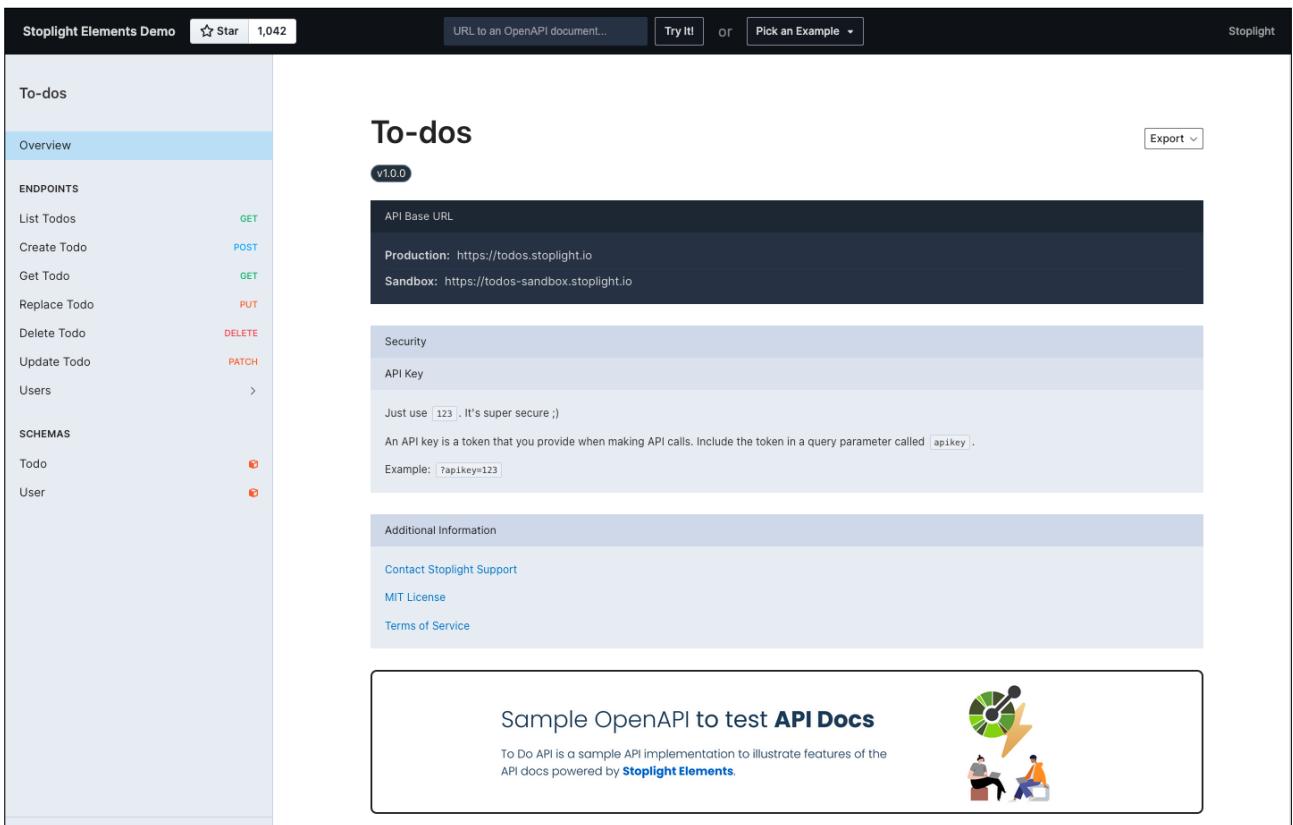 Stoplight Elements Demo
Star 1,042
URL to an OpenAPI document...
Try It!
or
Pick an Example
Stoplight
To-dos
Overview
ENDPOINTS
List Todos GET
Create Todo POST
Get Todo GET
Replace Todo PUT
Delete Todo DELETE
Update Todo PATCH
Users
SCHEMAS
Todo
User
To-dos
Export
v1.0.0
API Base URL
Production: https://todos.stoplight.io
Sandbox: https://todos-sandbox.stoplight.io
Security
API Key
Just use 123. It's super secure ;)
An API key is a token that you provide when making API calls. Include the token in a query parameter called apikey.
Example: ?apikey=123
Additional Information
Contact Stoplight Support
MIT License
Terms of Service
Sample OpenAPI to test API Docs
To Do API is a sample API implementation to illustrate features of the
API docs powered by Stoplight Elements.